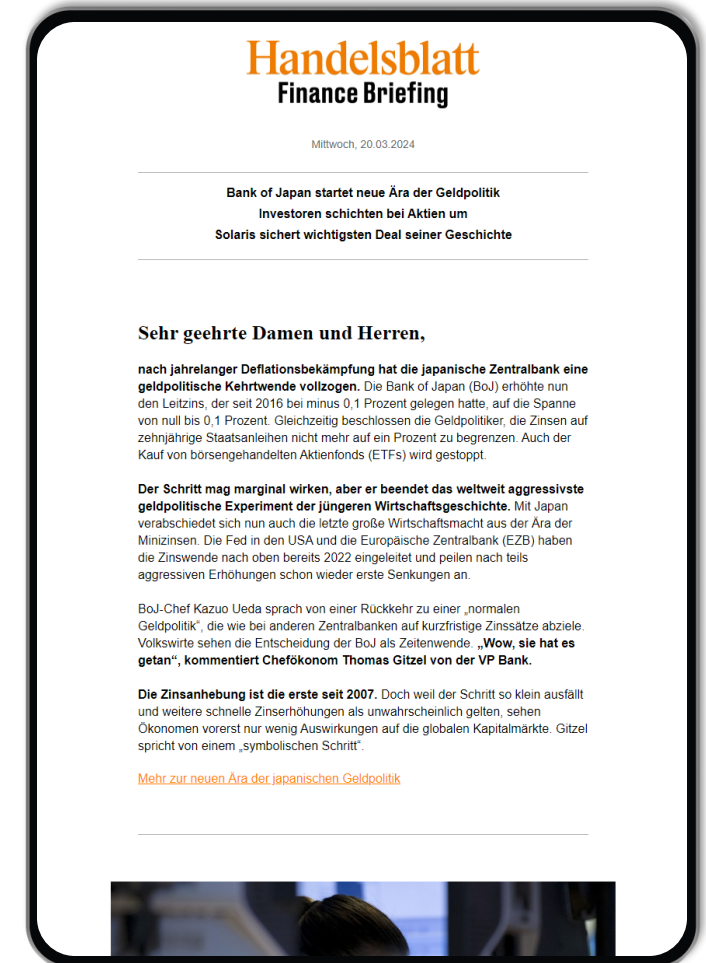 Handelsblatt
Finance Briefing
Mittwoch, 20.03.2024
Bank of Japan startet neue Ära der Geldpolitik
Investoren schichten bei Aktien um
Solaris sichert wichtigsten Deal seiner Geschichte
Sehr geehrte Damen und Herren,
nach jahrelanger Deflationsbekämpfung hat die japanische Zentralbank eine
geldpolitische Kehrtwende vollzogen. Die Bank of Japan (BoJ) erhöhte nun
den Leitzins, der seit 2016 bei minus 0,1 Prozent gelegen hatte, auf die Spanne
von null bis 0,1 Prozent. Gleichzeitig beschlossen die Geldpolitiker, die Zinsen auf
zehnjährige Staatsanleihen nicht mehr auf ein Prozent zu begrenzen. Auch der
Kauf von börsengehandelten Aktienfonds (ETFs) wird gestoppt.
Der Schritt mag marginal wirken, aber er beendet das weltweit aggressivste
geldpolitische Experiment der jüngeren Wirtschaftsgeschichte. Mit Japan
verabschiedet sich nun auch die letzte große Wirtschaftsmacht aus der Ära der
Minizinsen. Die Fed in den USA und die Europäische Zentralbank (EZB) haben
die Zinswende nach oben bereits 2022 eingeleitet und peilen nach teils
aggressiven Erhöhungen schon wieder erste Senkungen an.
BoJ-Chef Kazuo Ueda sprach von einer Rückkehr zu einer „normalen
Geldpolitik“, die wie bei anderen Zentralbanken auf kurzfristige Zinssätze abziele.
Volkswirte sehen die Entscheidung der BoJ als Zeitenwende. „Wow, sie hat es
getan“, kommentiert Chefökonom Thomas Gitzel von der VP Bank.
Die Zinsanhebung ist die erste seit 2007. Doch weil der Schritt so klein ausfällt
und weitere schnelle Zinserhöhungen als unwahrscheinlich gelten, sehen
Ökonomen vorerst nur wenig Auswirkungen auf die globalen Kapitalmärkte. Gitzel
spricht von einem „symbolischen Schritt“.
Mehr zur neuen Ära der japanischen Geldpolitik